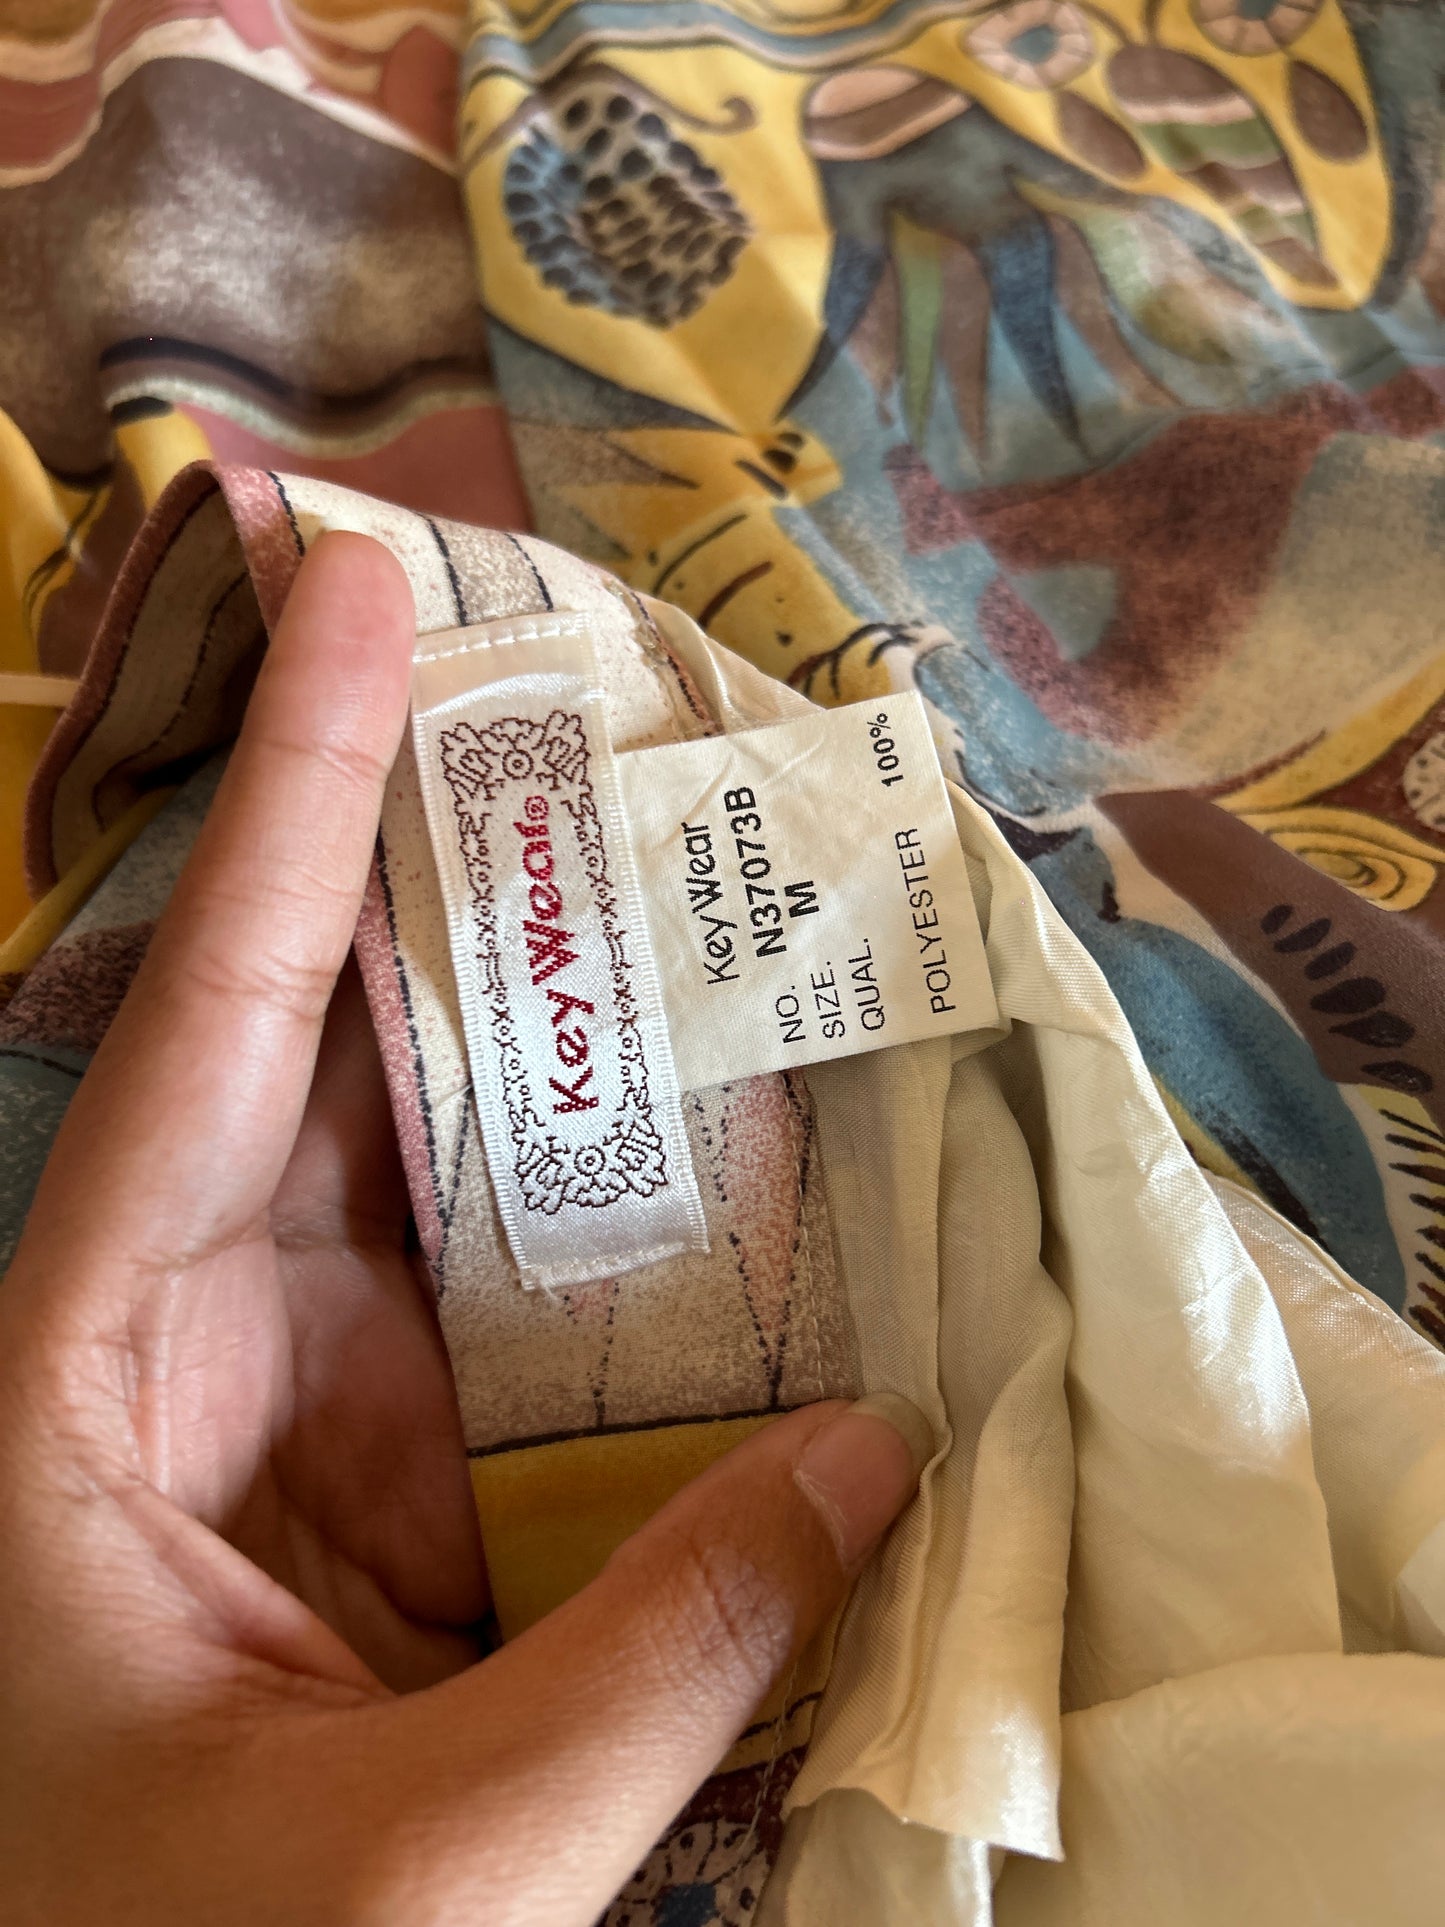 KeyWear®
KeyWear
N37073B
NO.
SIZE. M
QUAL.
POLYESTER 100%